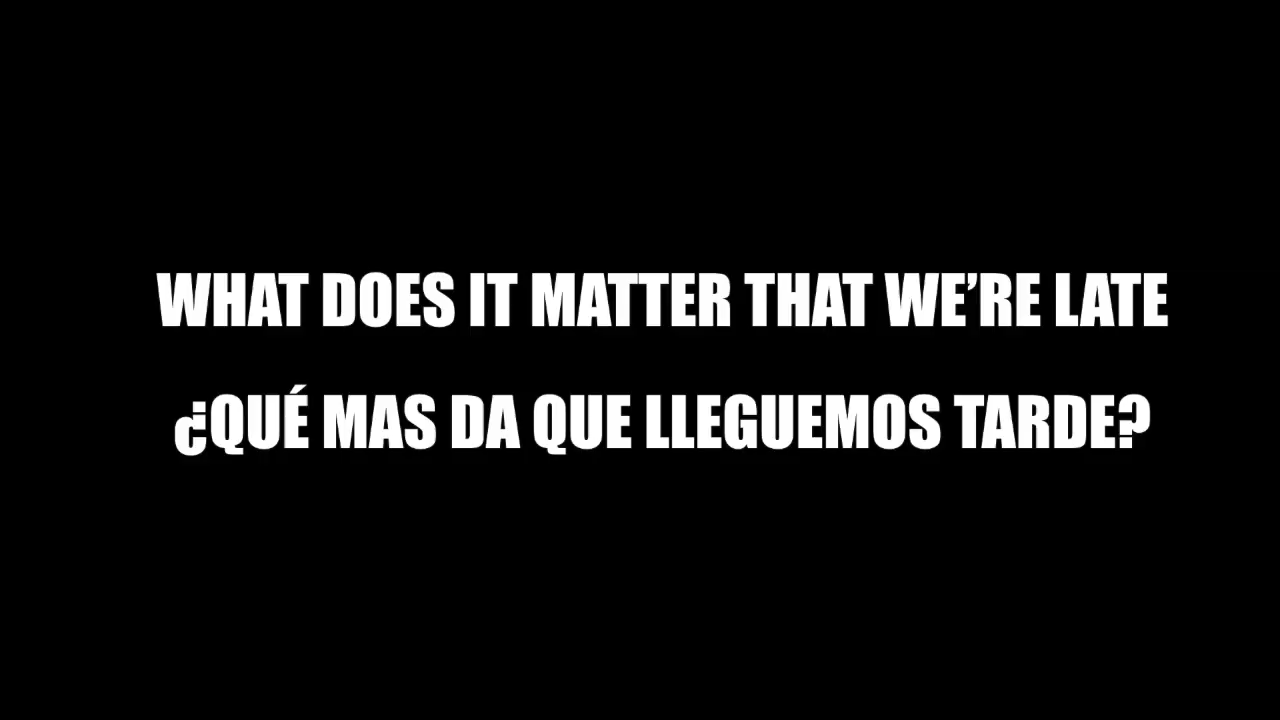 WHAT DOES IT MATTER THAT WE’RE LATE
¿QUÉ MAS DA QUE LLEGUEMOS TARDE?